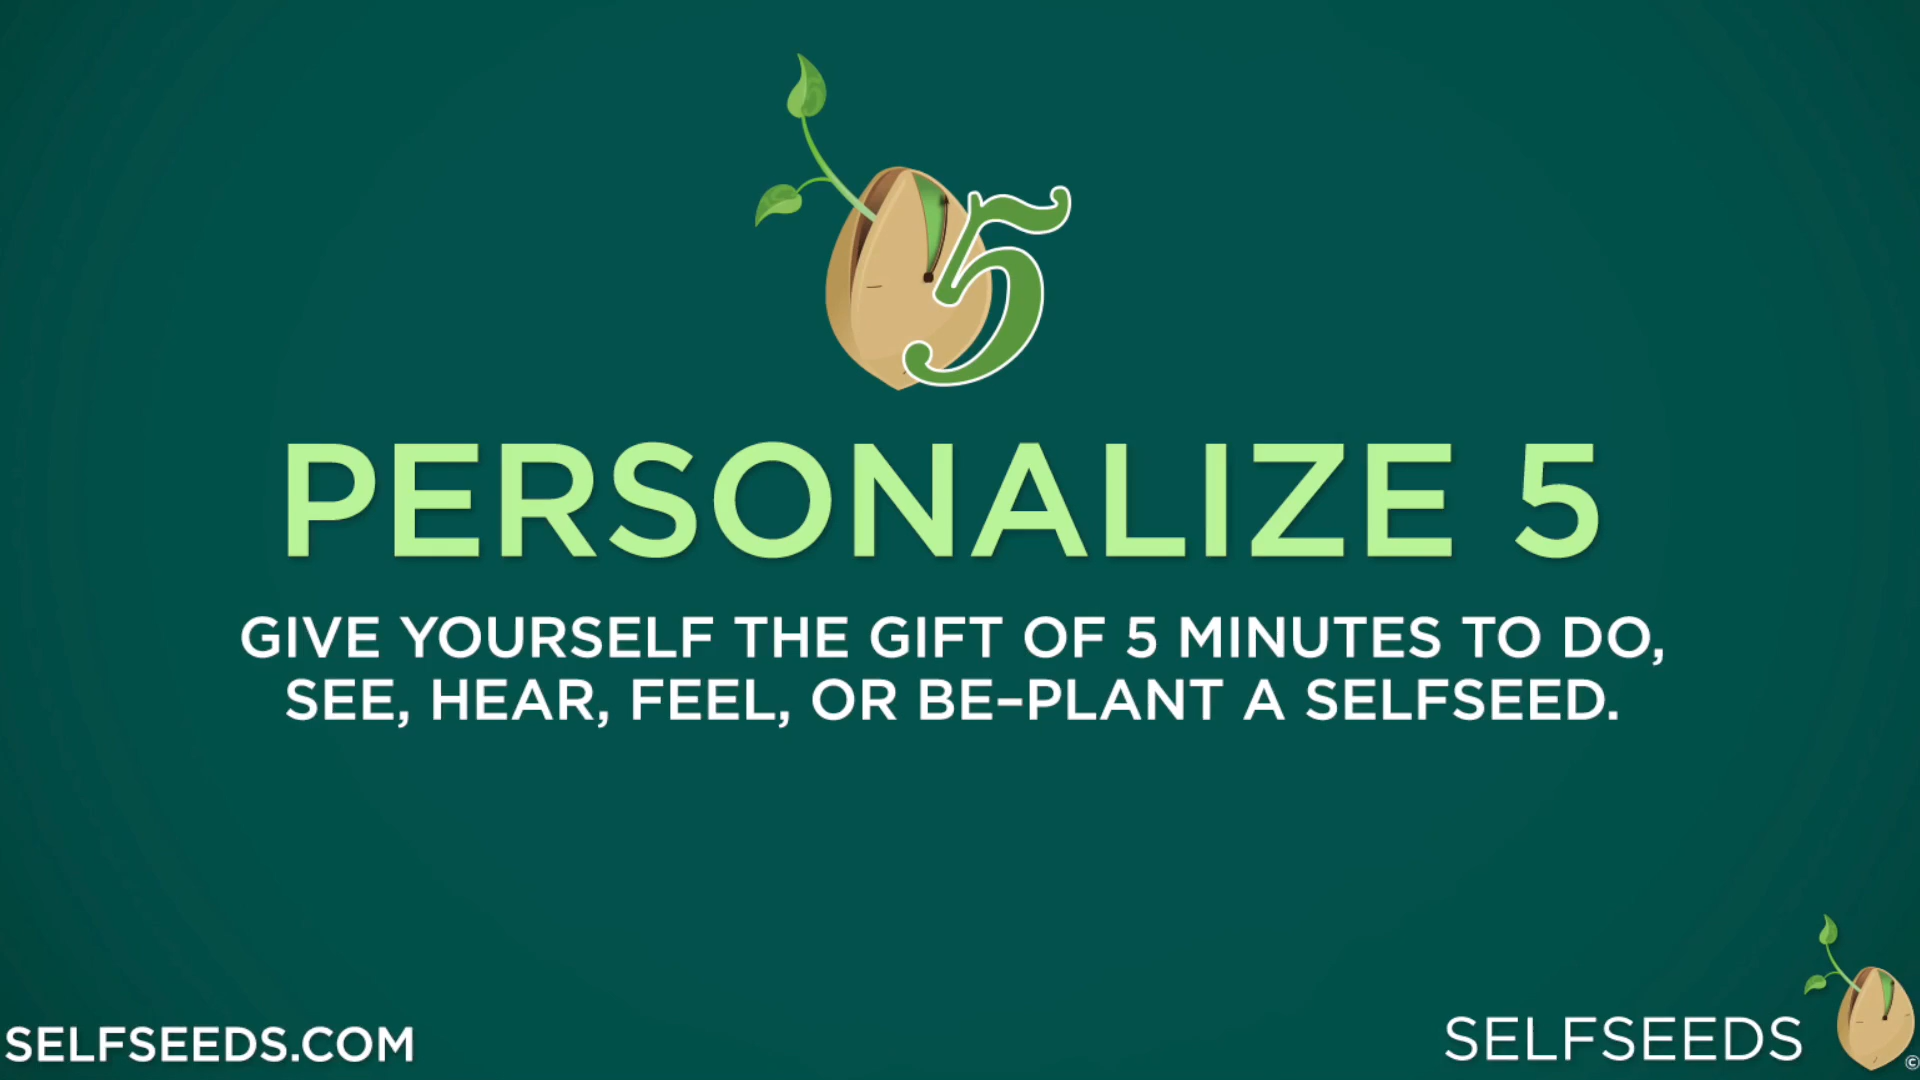 5
PERSONALIZE 5
GIVE YOURSELF THE GIFT OF 5 MINUTES TO DO,
SEE, HEAR, FEEL, OR BE–PLANT A SELFSEED.
SELFSEEDS.COM
SELFSEEDS
©